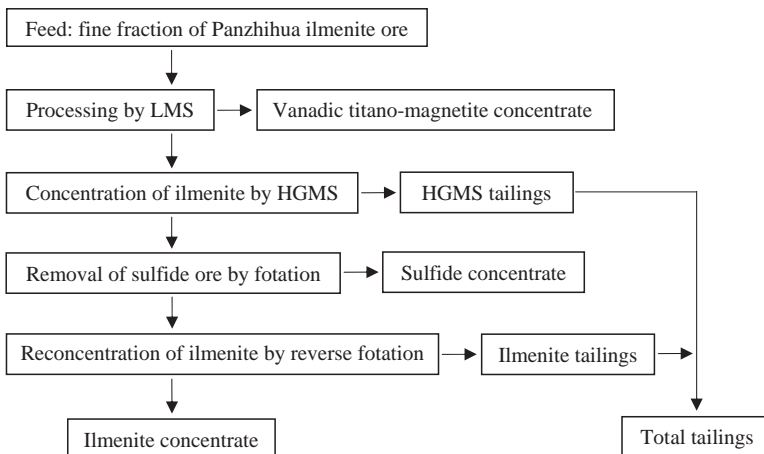 Feed: fine fraction of Panzhihua ilmenite ore
Processing by LMS
Vanadic titano-magnetite concentrate
Concentration of ilmenite by HGMS
HGMS tailings
Removal of sulfide ore by fotation
Sulfide concentrate
Reconcentration of ilmenite by reverse fotation
Ilmenite tailings
Ilmenite concentrate
Total tailings